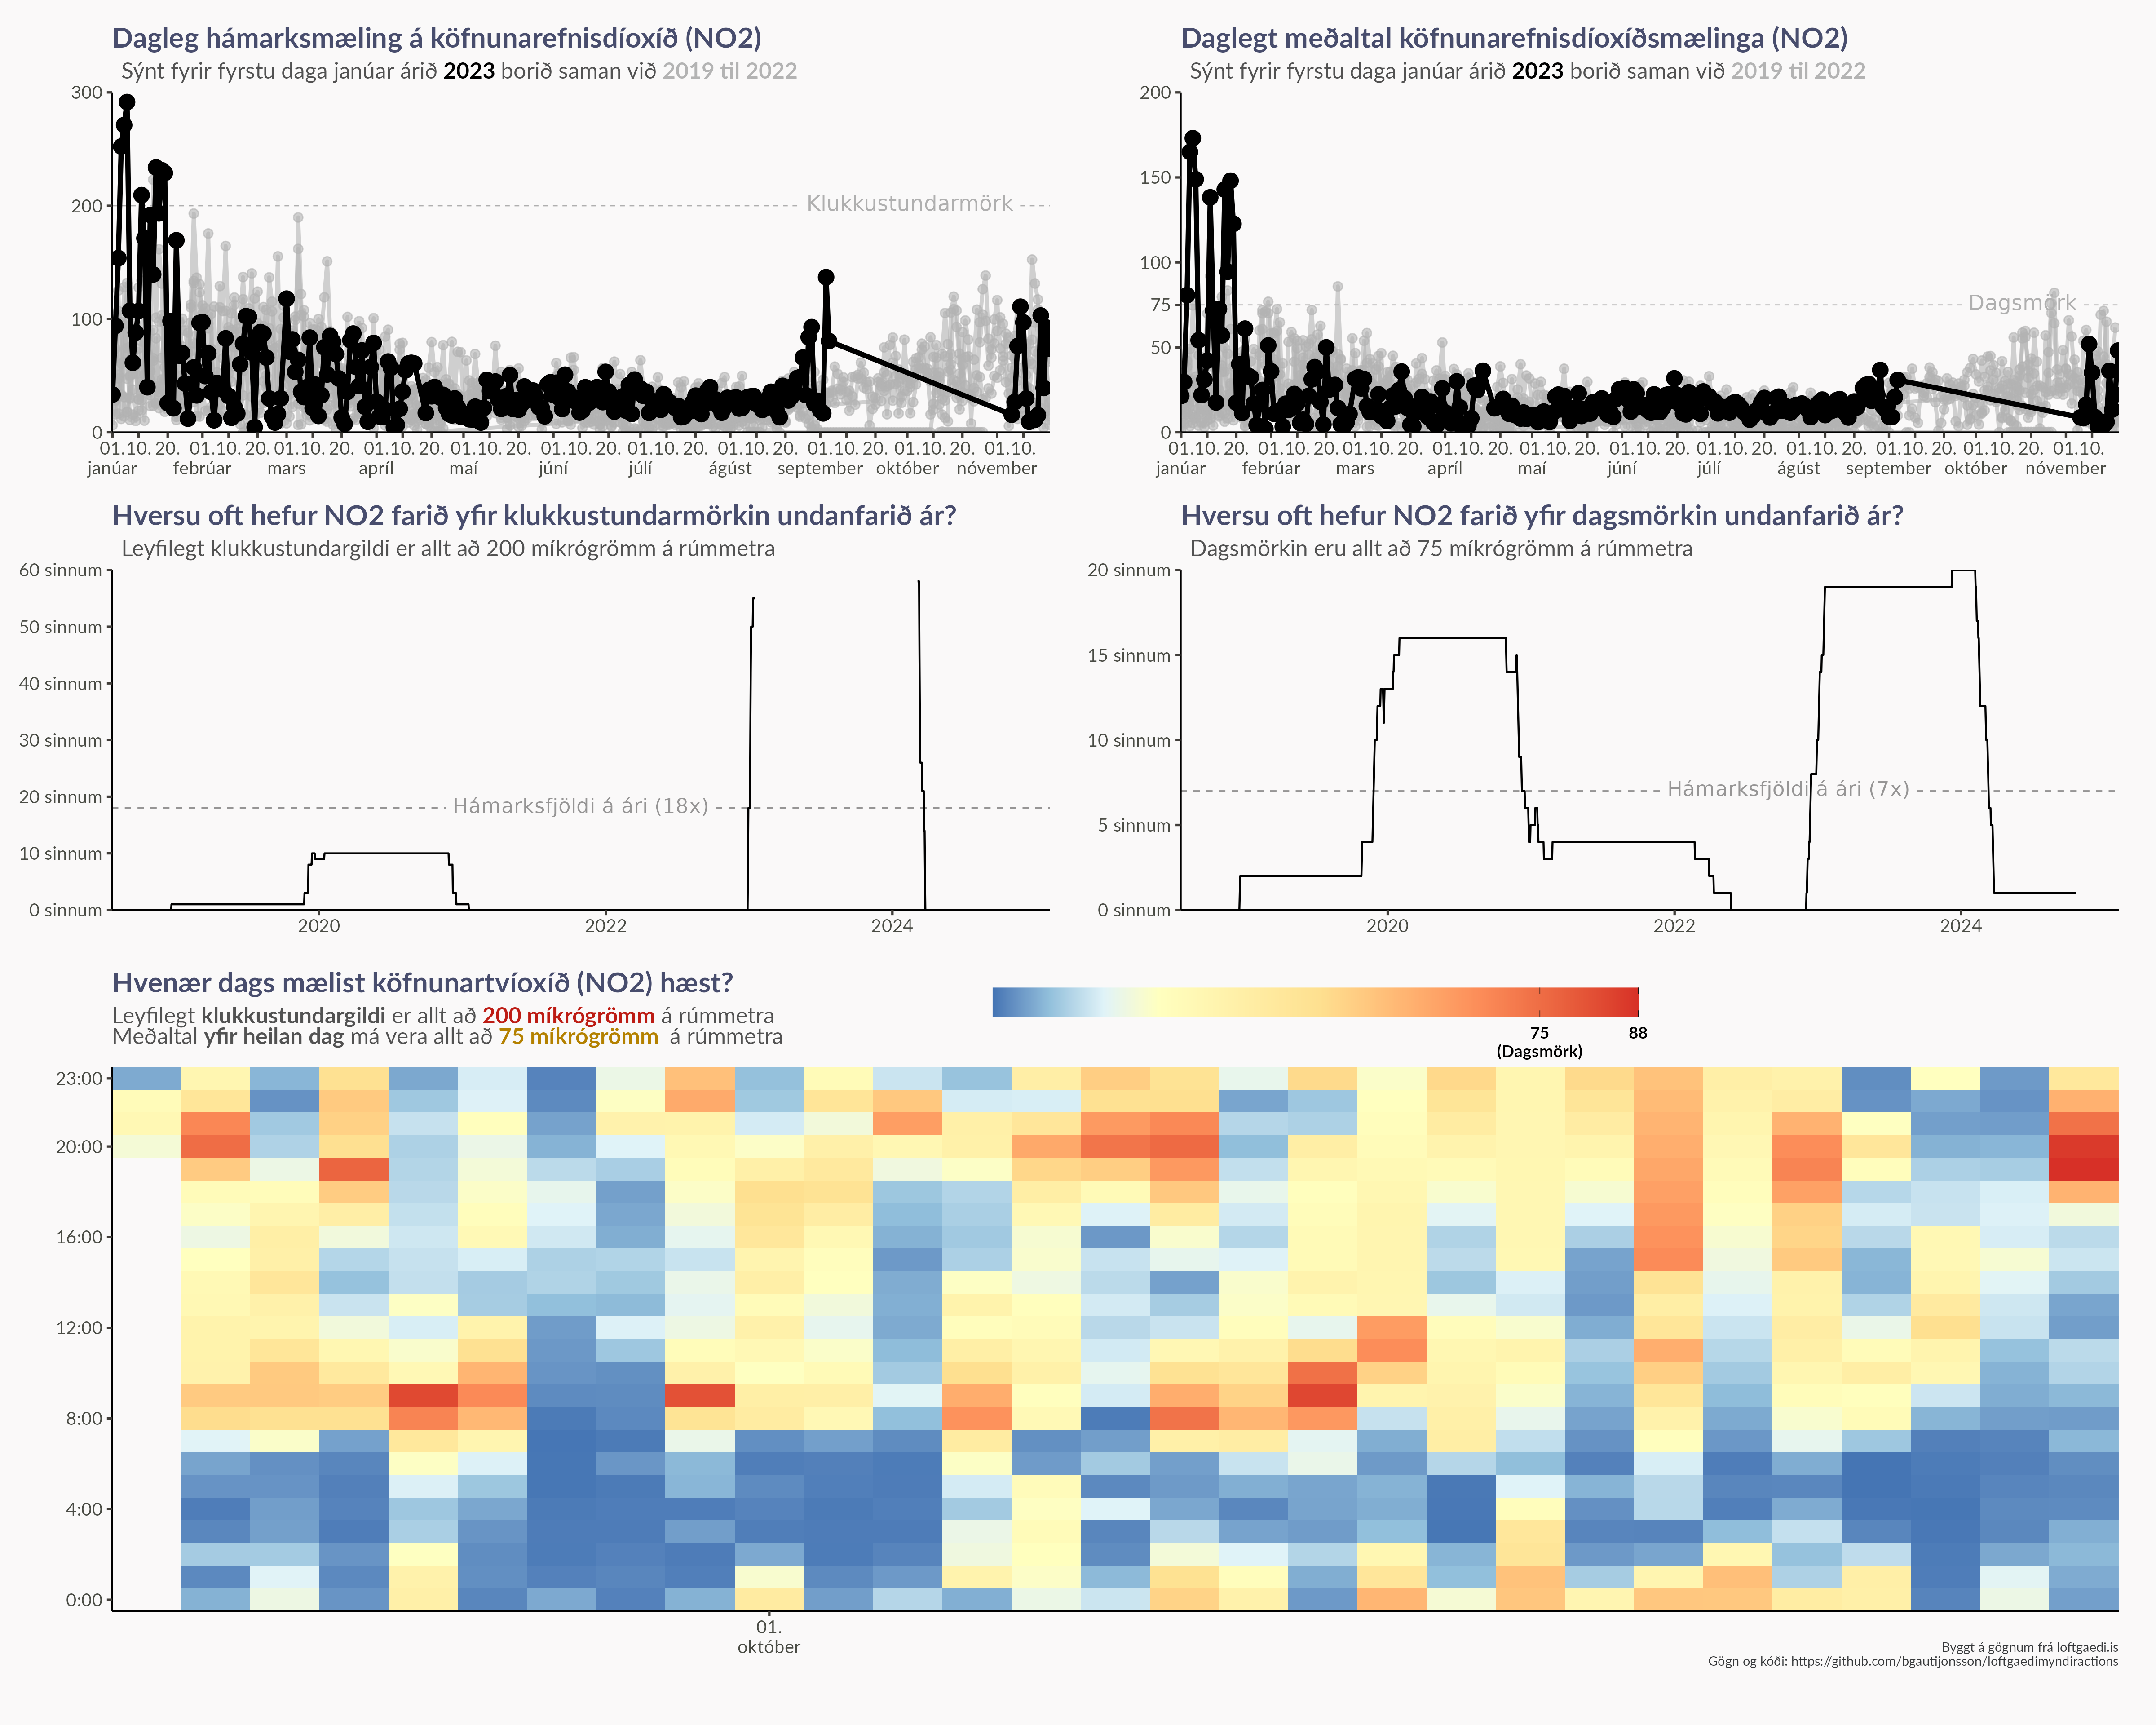 Dagleg hámarksmæling á köfnunarefnisdíoxíð (NO2)
Sýnt fyrir fyrstu daga janúar árið 2023 borið saman við 2019 til 2022
300
200
100
0
Klukkustundarmörk
01.10. 20. 01.10. 20. 01.10. 20. 01.10. 20. 01.10. 20. 01.10. 20. 01.10. 20. 01.10. 20. 01.10. 20. 01.10. 20. 01.10.
janúar febrúar mars apríl maí júní júlí ágúst september október nóvember
Daglegt meðaltal köfnunarefnisdíoxíðsmælinga (NO2)
Sýnt fyrir fyrstu daga janúar árið 2023 borið saman við 2019 til 2022
200
150
100
75
50
0
Dagsmörk
01.10. 20. 01.10. 20. 01.10. 20. 01.10. 20. 01.10. 20. 01.10. 20. 01.10. 20. 01.10. 20. 01.10. 20. 01.10. 20. 01.10.
janúar febrúar mars apríl maí júní júlí ágúst september október nóvember
Hversu oft hefur NO2 farið yfir klukkustundarmörkin undanfarið ár?
Leyfilegt klukkustundargildi er allt að 200 míkrógrömm á rúmmetra
60 sinnum
50 sinnum
40 sinnum
30 sinnum
20 sinnum
10 sinnum
0 sinnum
Hámarksfjöldi á ári (18x)
2020 2022 2024
Hversu oft hefur NO2 farið yfir dagsmörkin undanfarið ár?
Dagsmörkin eru allt að 75 míkrógrömm á rúmmetra
20 sinnum
15 sinnum
10 sinnum
5 sinnum
0 sinnum
Hámarksfjöldi á ári (7x)
2020 2022 2024
Hvenær dags mælist köfnunartvíoxíð (NO2) hæst?
Leyfilegt klukkustundargildi er allt að 200 míkrógrömm á rúmmetra
Meðaltal yfir heilan dag má vera allt að 75 míkrógrömm á rúmmetra
75 88
(Dagsmörk)
23:00
20:00
16:00
12:00
8:00
4:00
0:00
01.
október
Byggt á gögnum frá loftgaedi.is
Gögn og kóði: https://github.com/bgautijonsson/loftgaedimyndiractions